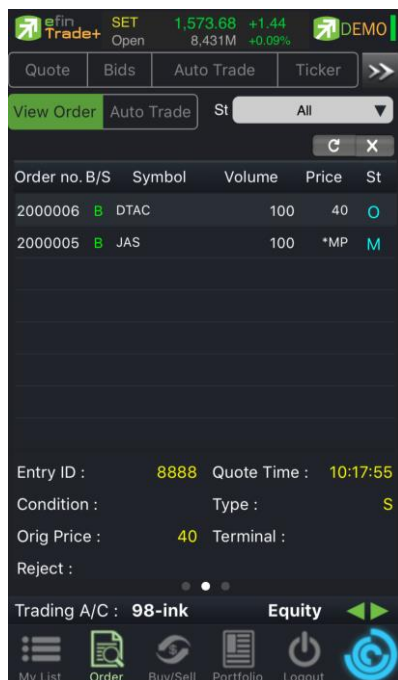 efin SET 1,573.68 +1.44
Trade+ Open 8,431M +0.09% DEMO
Quote Bids Auto Trade Ticker >>
View Order Auto Trade St All ▼
C X
Order no. B/S Symbol Volume Price St
2000006 B DTAC 100 40 O
2000005 B JAS 100 *MP M
Entry ID : 8888 Quote Time : 10:17:55
Condition : Type : S
Orig Price : 40 Terminal :
Reject :
Trading A/C : 98-ink Equity
My List Order Buy/Sell Portfolio Logout